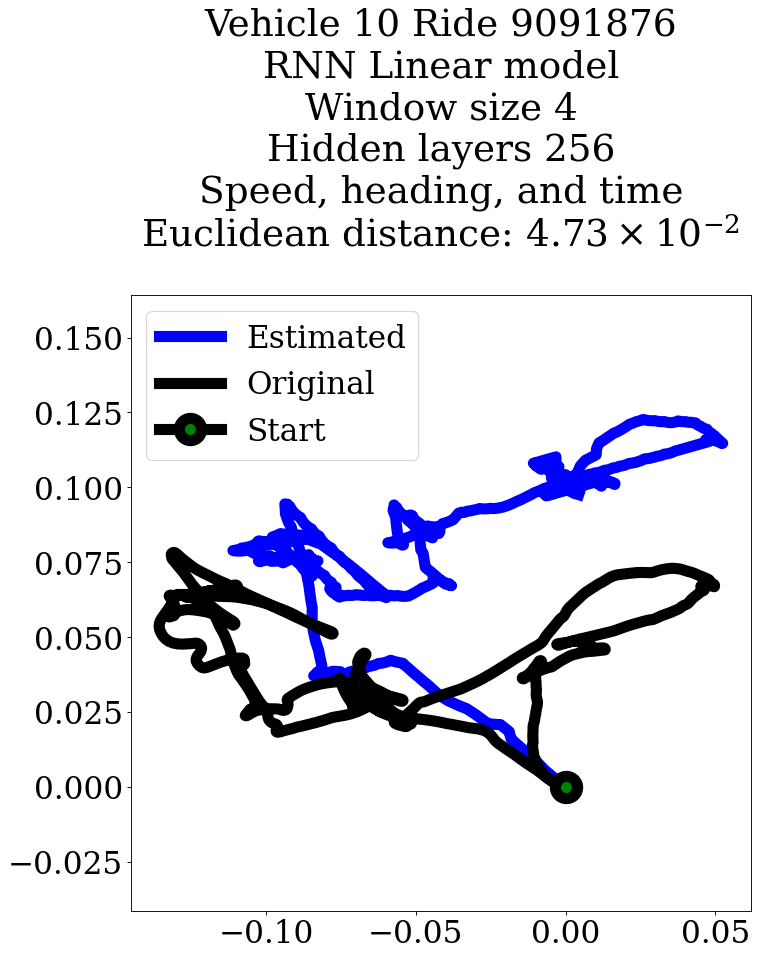 Vehicle 10 Ride 9091876
RNN Linear model
Window size 4
Hidden layers 256
Speed, heading, and time
Euclidean distance: 4.73 × 10⁻²
Estimated
Original
Start
0.150
0.125
0.100
0.075
0.050
0.025
0.000
−0.025
−0.10 −0.05 0.00 0.05